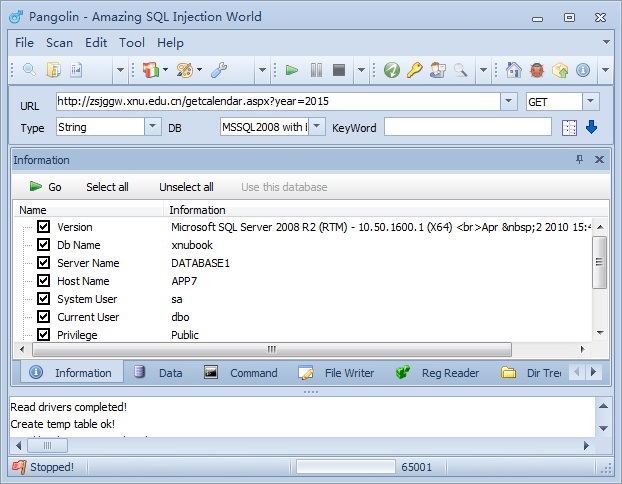 Pangolin - Amazing SQL Injection World
File Scan Edit Tool Help
URL http://zsjggw.xnu.edu.cn/getcalendar.aspx?year=2015 GET
Type String DB MSSQL2008 with KeyWord
Information
Go Select all Unselect all Use this database
Name Information
Version Microsoft SQL Server 2008 R2 (RTM) - 10.50.1600.1 (X64) <br>Apr &nbsp;2 2010 15:4
Db Name xnubook
Server Name DATABASE1
Host Name APP7
System User sa
Current User dbo
Privilege Public
Information Data Command File Writer Reg Reader Dir Tree
Read drivers completed!
Create temp table ok!
Stopped! 65001